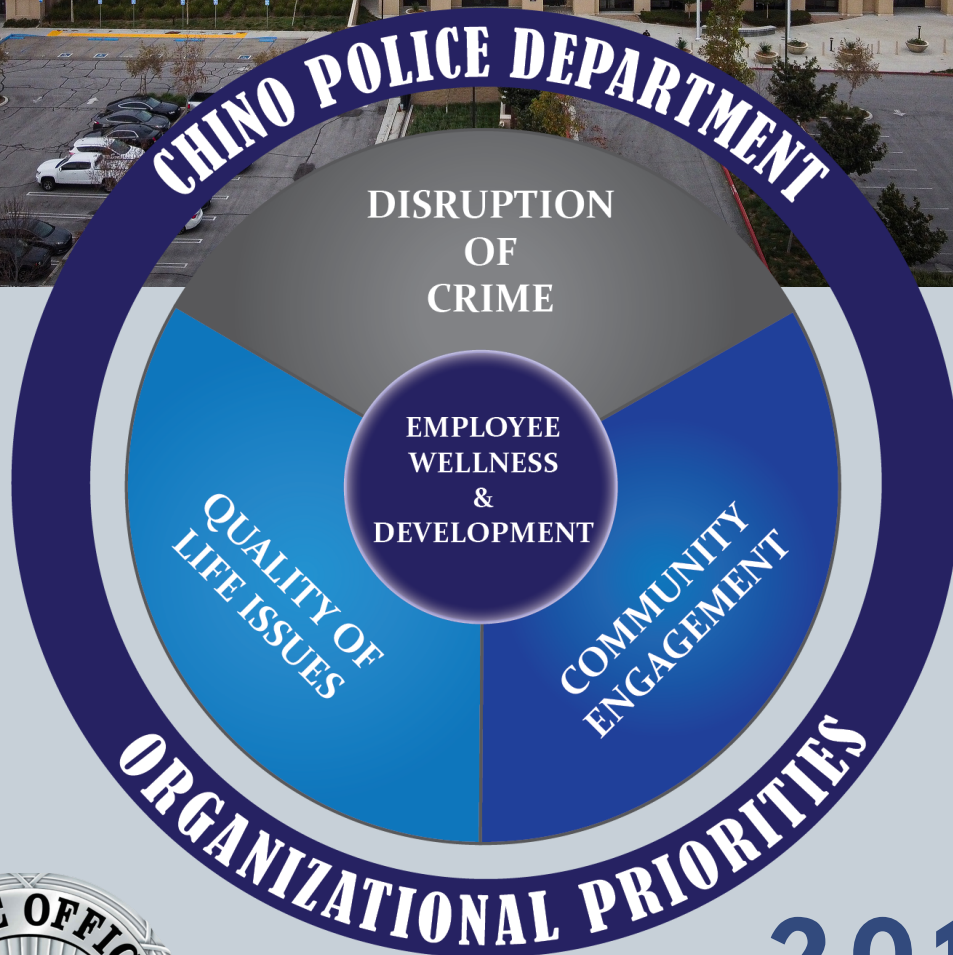 CHINO POLICE DEPARTMENT
DISRUPTION
OF
CRIME
EMPLOYEE
WELLNESS
&
DEVELOPMENT
QUALITY OF
LIFE ISSUES
COMMUNITY
ENGAGEMENT
ORGANIZATIONAL PRIORITIES